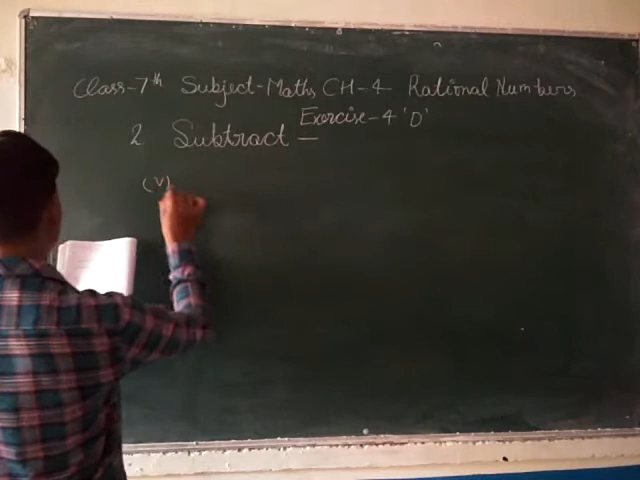 Class-7th Subject-Maths CH-4 Rational Numbers
Exercise-4 'D'
2 Subtract -
(v)